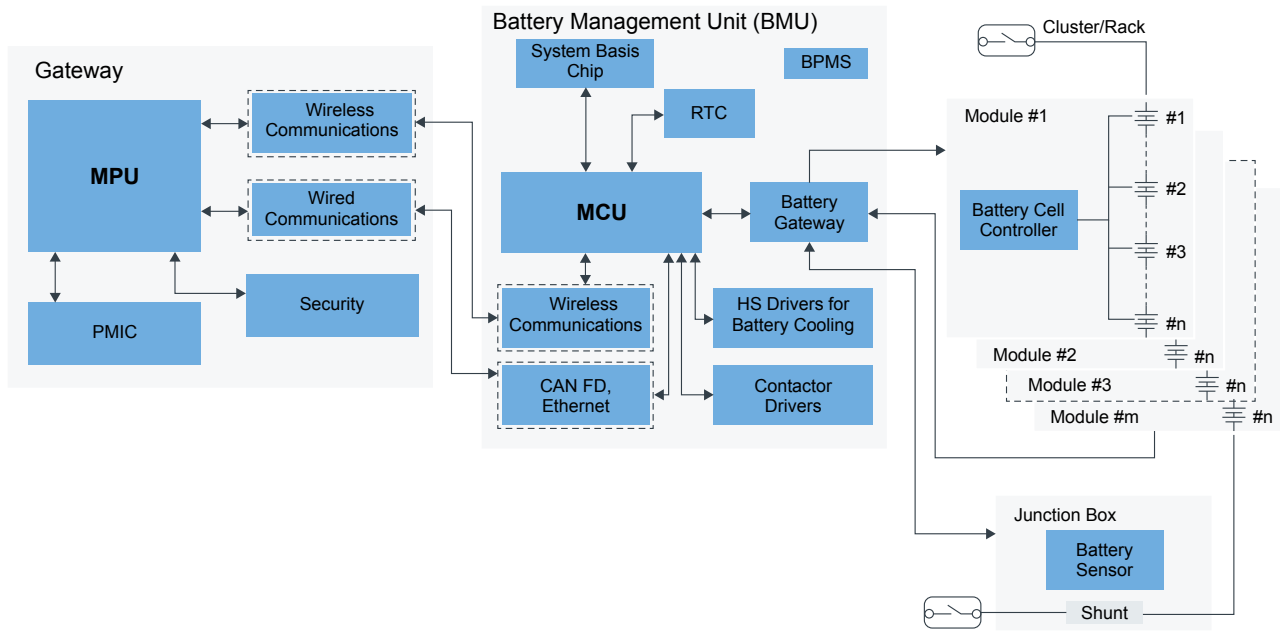 Gateway
MPU
Wireless
Communications
Wired
Communications
PMIC
Security
Battery Management Unit (BMU)
System Basis
Chip
BPMS
RTC
MCU
Battery
Gateway
Wireless
Communications
HS Drivers for
Battery Cooling
CAN FD,
Ethernet
Contactor
Drivers
Cluster/Rack
Module #1
#1
#2
Battery Cell
Controller
#3
#n
Module #2
#n
Module #3
#n
Module #m
#n
Junction Box
Battery
Sensor
Shunt